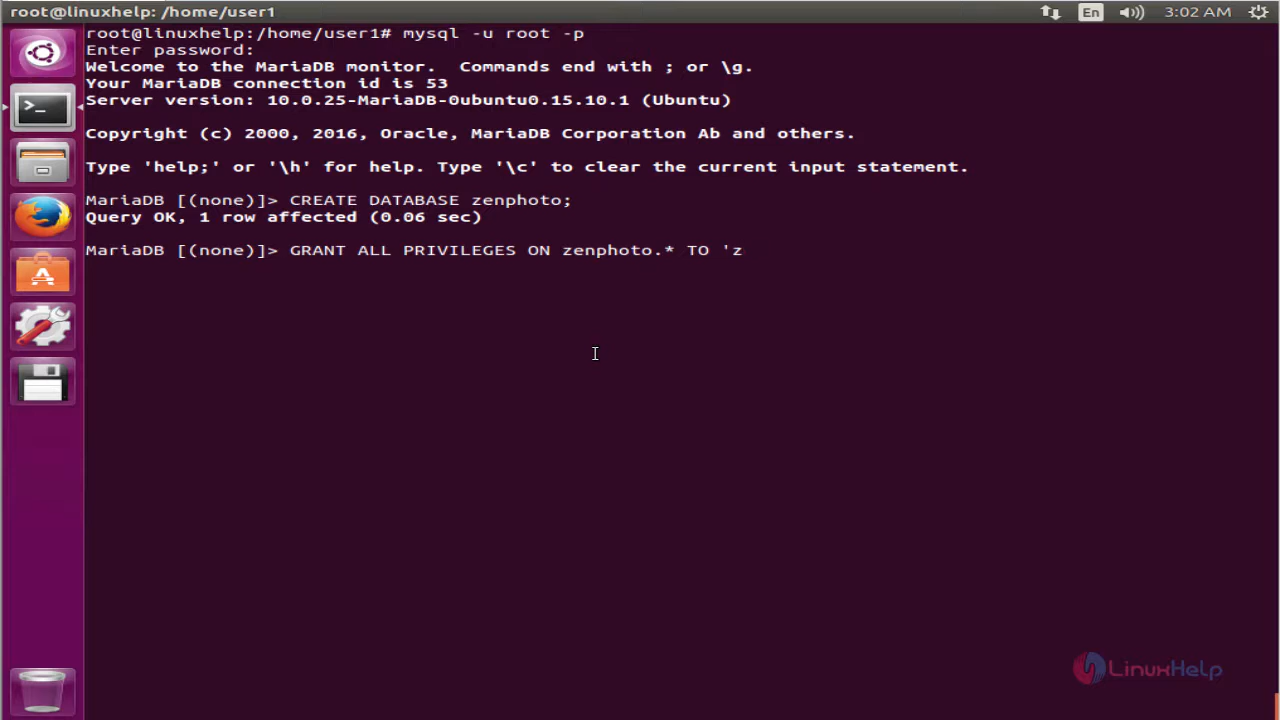 root@linuxhelp: /home/user1
En
3:02 AM
root@linuxhelp:/home/user1# mysql -u root -p
Enter password:
Welcome to the MariaDB monitor.  Commands end with ; or \g.
Your MariaDB connection id is 53
Server version: 10.0.25-MariaDB-0ubuntu0.15.10.1 (Ubuntu)
Copyright (c) 2000, 2016, Oracle, MariaDB Corporation Ab and others.
Type 'help;' or '\h' for help. Type '\c' to clear the current input statement.
MariaDB [(none)]> CREATE DATABASE zenphoto;
Query OK, 1 row affected (0.06 sec)
MariaDB [(none)]> GRANT ALL PRIVILEGES ON zenphoto.* TO 'z
LinuxHelp